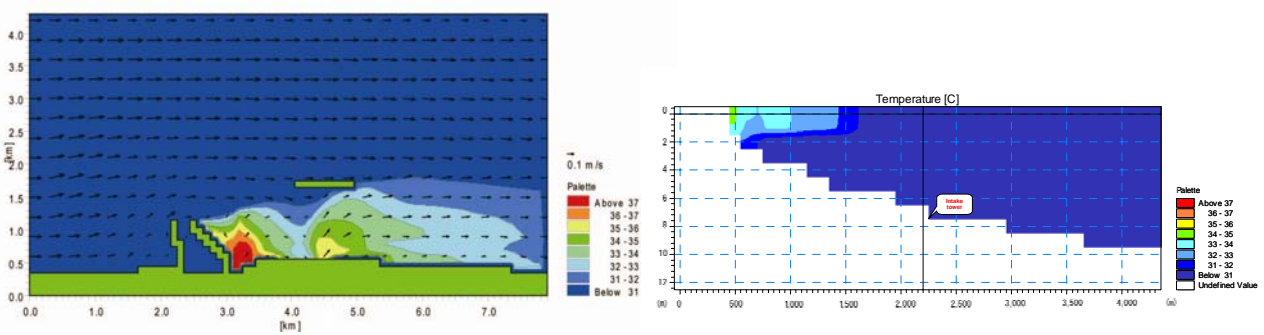 4.0
3.5
3.0
2.5
2.0
1.5
1.0
0.5
0.0
[km]
0.0 1.0 2.0 3.0 4.0 5.0 6.0 7.0
[km]
0.1 m/s
Palette
Above 37
36 - 37
35 - 36
34 - 35
33 - 34
32 - 33
31 - 32
Below 31
Temperature [C]
0
2
4
6
8
10
12
Intake
tower
(m) 0 500 1,000 1,500 2,000 2,500 3,000 3,500 4,000 (m)
Palette
Above 37
36 - 37
35 - 36
34 - 35
33 - 34
32 - 33
31 - 32
Below 31
Undefined Value